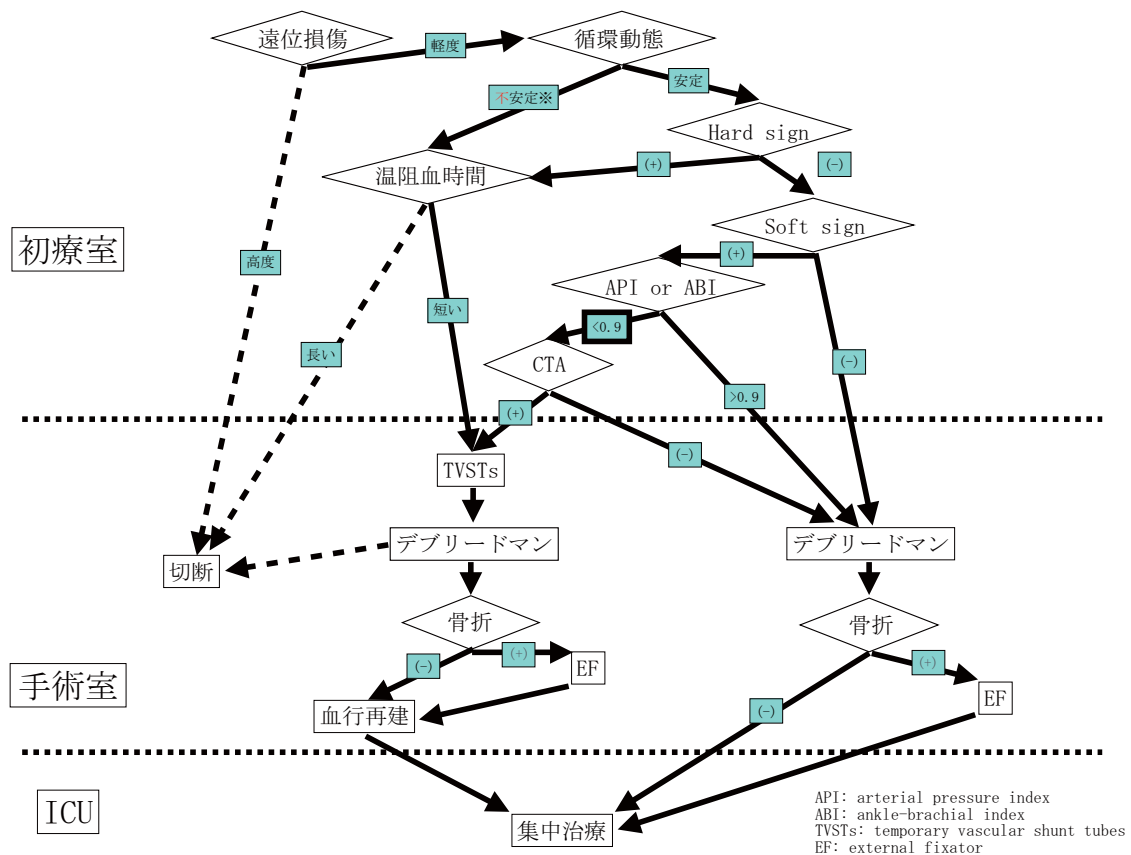 遠位損傷
軽度
循環動態
不安定※
安定
Hard sign
(+)
(-)
温阻血時間
Soft sign
初療室
高度
(+)
API or ABI
短い
<0.9
長い
CTA
(-)
>0.9
(+)
(-)
TVSTs
デブリードマン
デブリードマン
切断
骨折
骨折
(-)
(+)
EF
(+)
手術室
EF
血行再建
(-)
ICU
集中治療
API: arterial pressure index
ABI: ankle-brachial index
TVSTs: temporary vascular shunt tubes
EF: external fixator